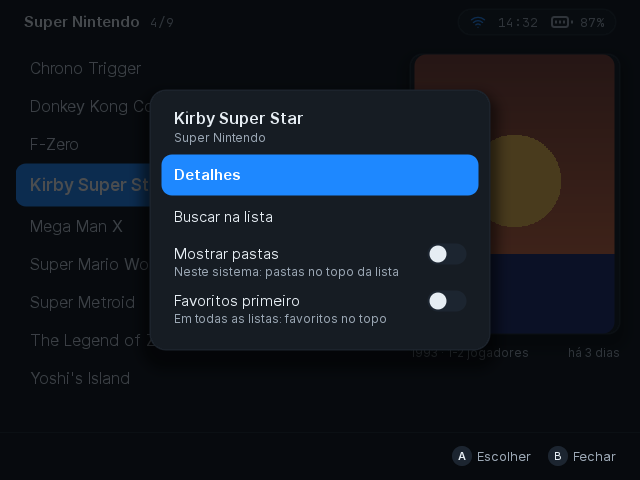 Super Nintendo 4/9
14:32 87%
Chrono Trigger
Donkey Kong Co
F-Zero
Kirby Super St
Mega Man X
Super Mario Wo
Super Metroid
The Legend of Z
Yoshi's Island
Kirby Super Star
Super Nintendo
Detalhes
Buscar na lista
Mostrar pastas
Neste sistema: pastas no topo da lista
Favoritos primeiro
Em todas as listas: favoritos no topo
1993 1-2 jogadores há 3 dias
A Escolher B Fechar